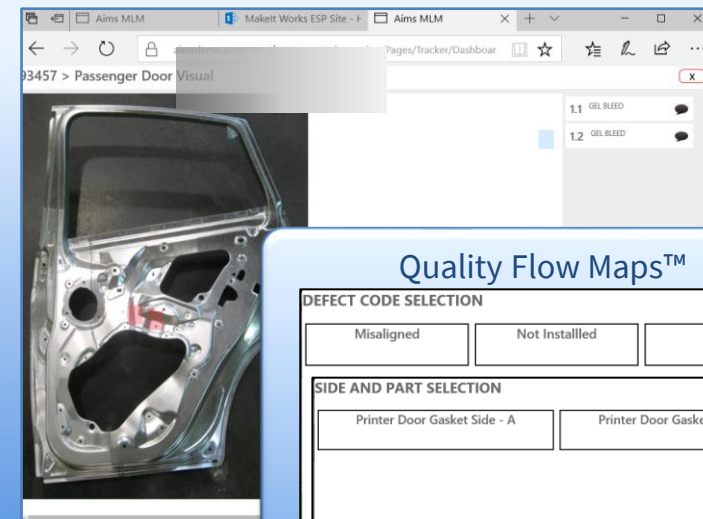 Aims MLM
MakeIt Works ESP Site - H
Aims MLM
Pages/Tracker/Dashboar
93457 > Passenger Door Visual
x
1.1 GEL BLEED
1.2 GEL BLEED
Quality Flow Maps™
DEFECT CODE SELECTION
Misaligned
Not Installled
SIDE AND PART SELECTION
Printer Door Gasket Side - A
Printer Door Gaske